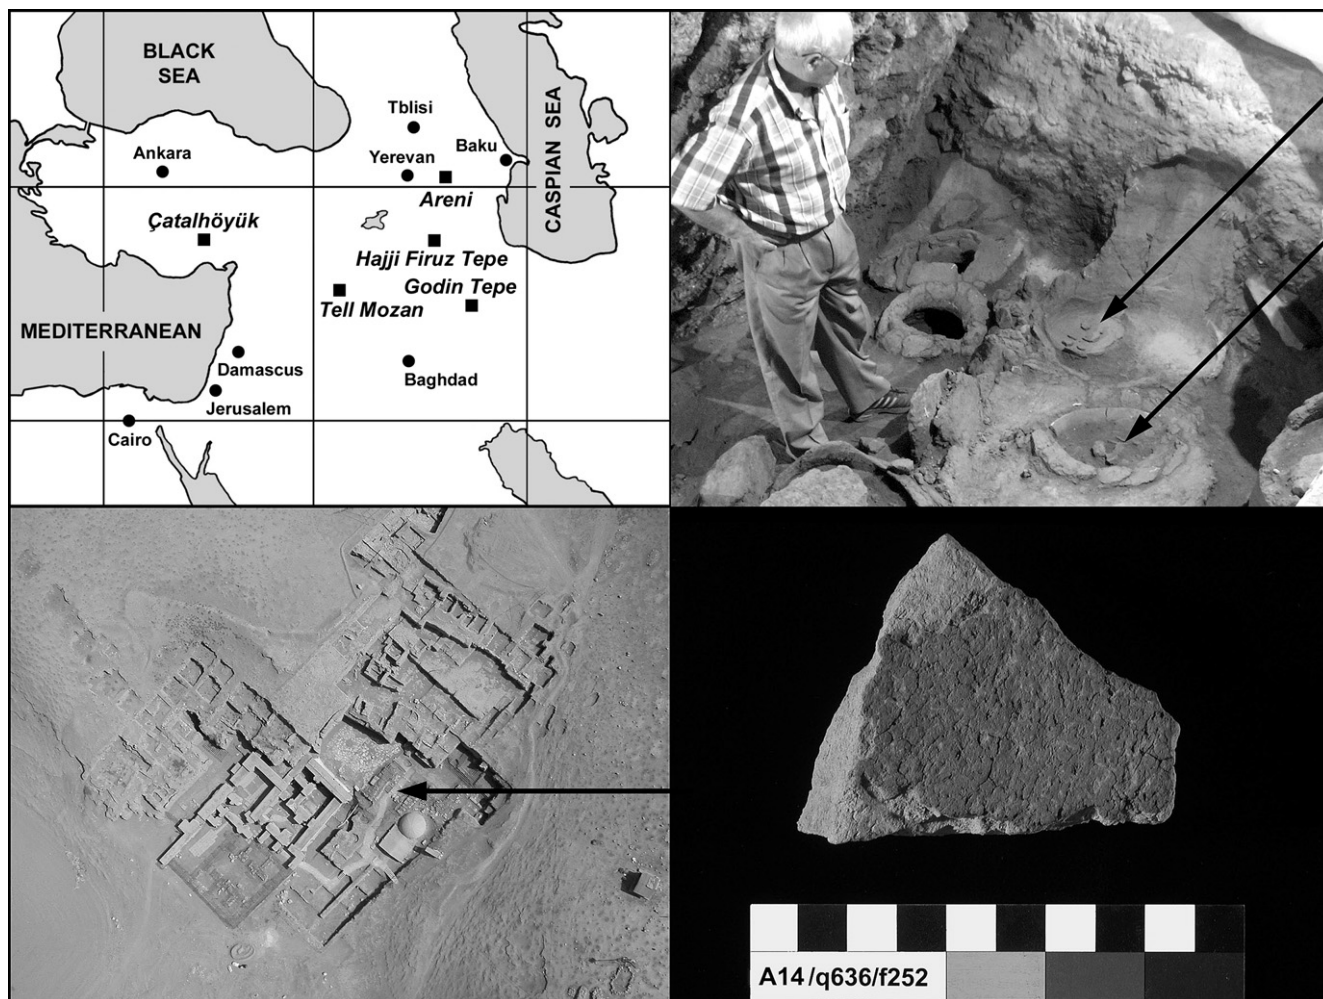 BLACK
SEA
CASPIAN SEA
Tblisi
Ankara
Yerevan
Baku
Areni
Çatalhöyük
Hajji Firuz Tepe
Godin Tepe
Tell Mozan
MEDITERRANEAN
Damascus
Baghdad
Jerusalem
Cairo
A14/q636/f252